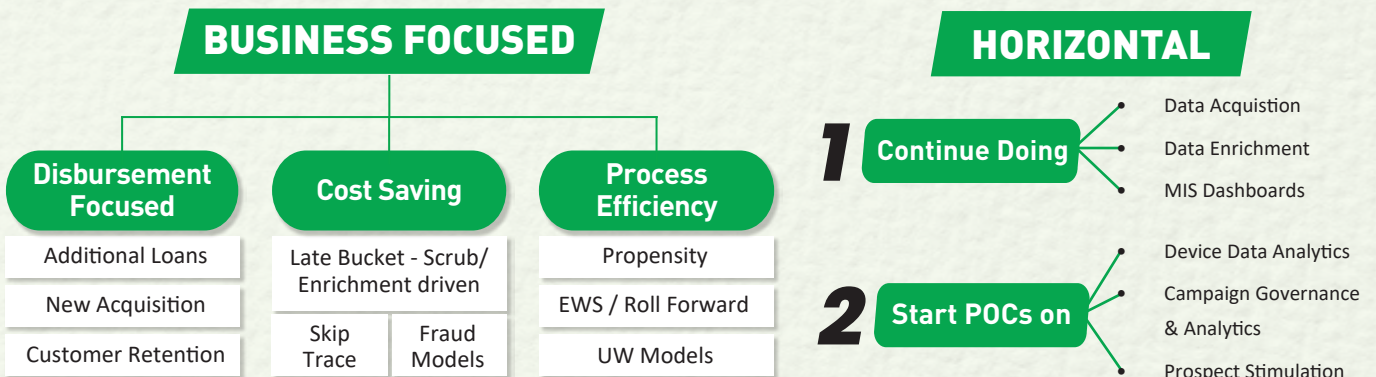 BUSINESS FOCUSED
Disbursement
Focused
Additional Loans
New Acquisition
Customer Retention
Cost Saving
Late Bucket - Scrub/
Enrichment driven
Skip
Trace
Fraud
Models
Process
Efficiency
Propensity
EWS / Roll Forward
UW Models
HORIZONTAL
1
Continue Doing
Data Acquistion
Data Enrichment
MIS Dashboards
2
Start POCs on
Device Data Analytics
Campaign Governance
& Analytics
Prospect Stimulation